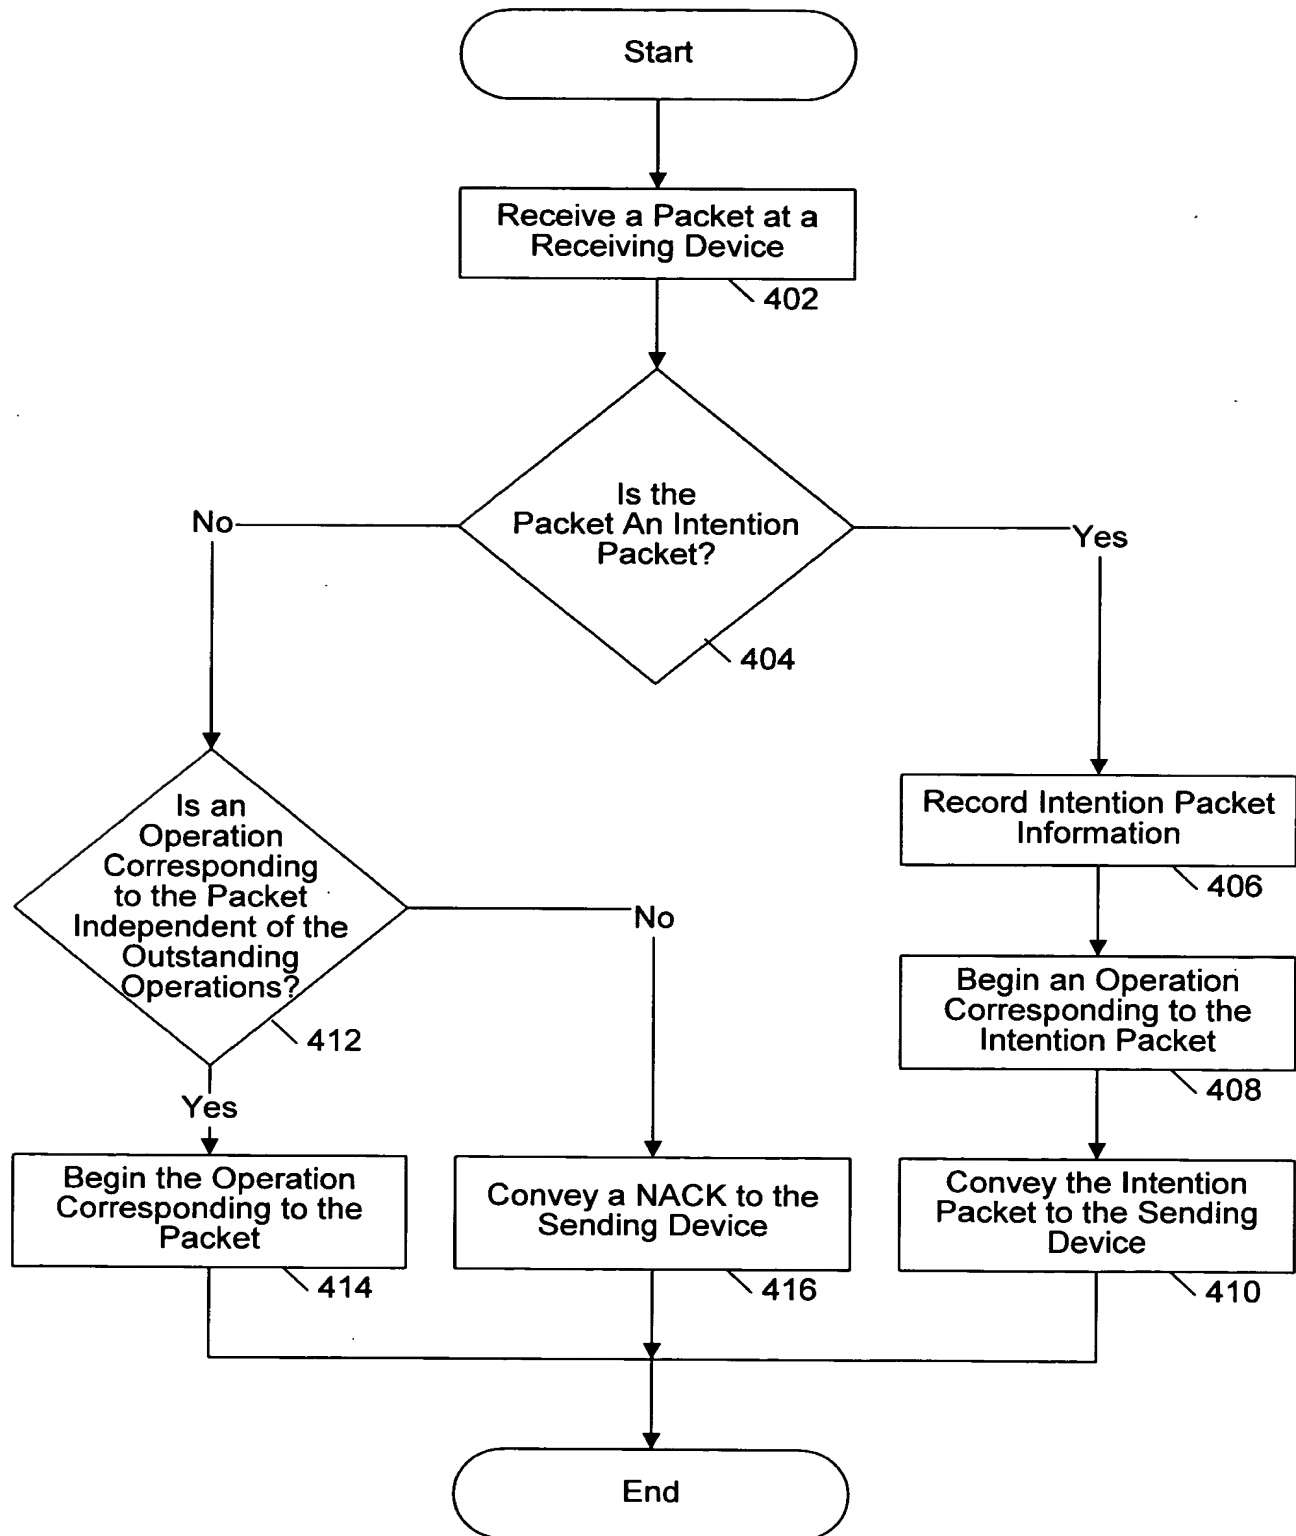 Start
Receive a Packet at a
Receiving Device
402
Is the
Packet An Intention
Packet?
404
No
Yes
Is an
Operation
Corresponding
to the Packet
Independent of the
Outstanding
Operations?
412
No
Yes
Record Intention Packet
Information
406
Begin an Operation
Corresponding to the
Intention Packet
408
Begin the Operation
Corresponding to the
Packet
414
Convey a NACK to the
Sending Device
416
Convey the Intention
Packet to the Sending
Device
410
End